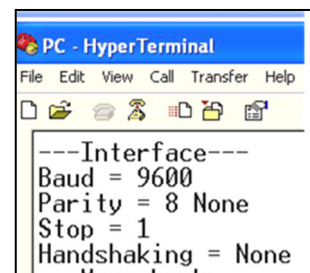 PC - HyperTerminal
File Edit View Call Transfer Help
---Interface---
Baud = 9600
Parity = 8 None
Stop = 1
Handshaking = None